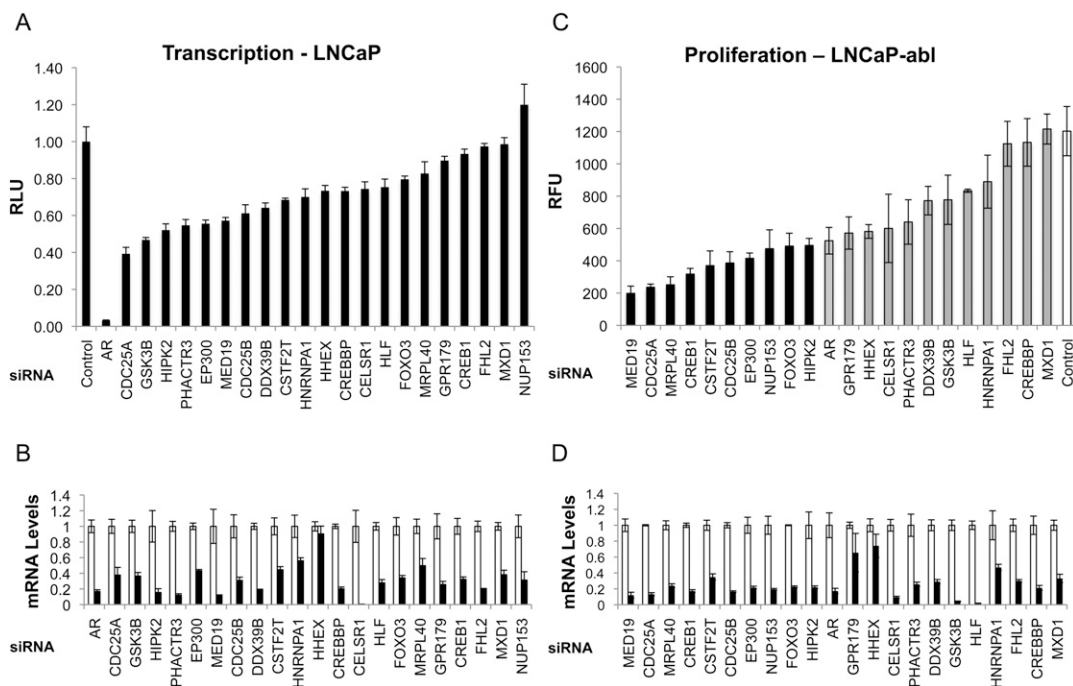 A
Transcription - LNCaP
RLU
1.40
1.20
1.00
0.80
0.60
0.40
0.20
0.00
siRNA
Control
AR
CDC25A
GSK3B
HIPK2
PHACTR3
EP300
MED19
CDC25B
DDX39B
CSTF2T
HNRNPA1
HHEX
CREBBP
CELSR1
HLF
FOXO3
MRPL40
GPR179
CREB1
FHL2
MXD1
NUP153
C
Proliferation – LNCaP-abl
RFU
1600
1400
1200
1000
800
600
400
200
0
siRNA
MED19
CDC25A
MRPL40
CREB1
CSTF2T
CDC25B
EP300
NUP153
FOXO3
HIPK2
AR
GPR179
HHEX
CELSR1
PHACTR3
DDX39B
GSK3B
HLF
HNRNPA1
FHL2
CREBBP
MXD1
Control
B
mRNA Levels
1.4
1.2
1
0.8
0.6
0.4
0.2
0
siRNA
AR
CDC25A
GSK3B
HIPK2
PHACTR3
EP300
MED19
CDC25B
DDX39B
CSTF2T
HNRNPA1
HHEX
CREBBP
CELSR1
HLF
FOXO3
MRPL40
GPR179
CREB1
FHL2
MXD1
NUP153
D
mRNA Levels
1.4
1.2
1
0.8
0.6
0.4
0.2
0
siRNA
MED19
CDC25A
MRPL40
CREB1
CSTF2T
CDC25B
EP300
NUP153
FOXO3
HIPK2
AR
GPR179
HHEX
CELSR1
PHACTR3
DDX39B
GSK3B
HLF
HNRNPA1
FHL2
CREBBP
MXD1